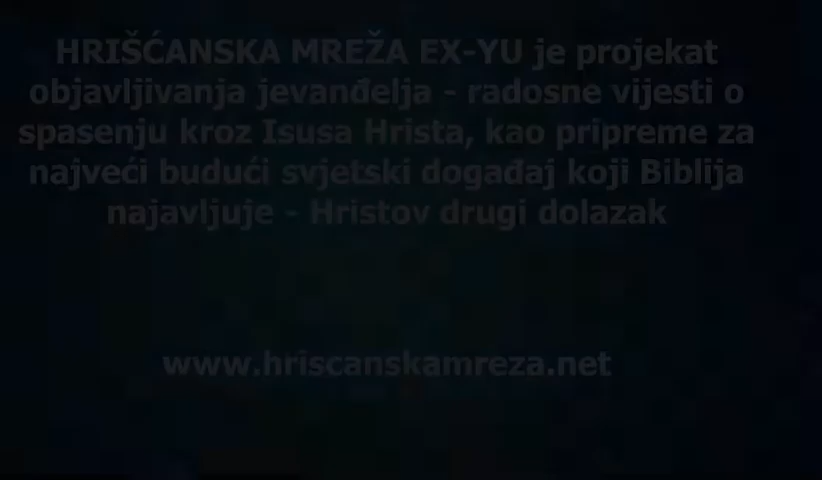 HRIŠĆANSKA MREŽA EX-YU je projekat
objavljivanja jevanđelja - radosne vijesti o
spasenju kroz Isusa Hrista, kao pripreme za
najveći budući svjetski događaj koji Biblija
najavljuje - Hristov drugi dolazak
www.hriscanskamreza.net